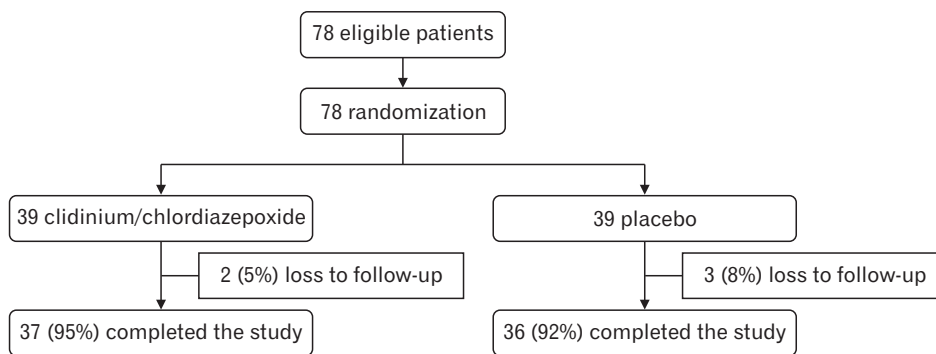 78 eligible patients
78 randomization
39 clidinium/chlordiazepoxide
39 placebo
2 (5%) loss to follow-up
3 (8%) loss to follow-up
37 (95%) completed the study
36 (92%) completed the study